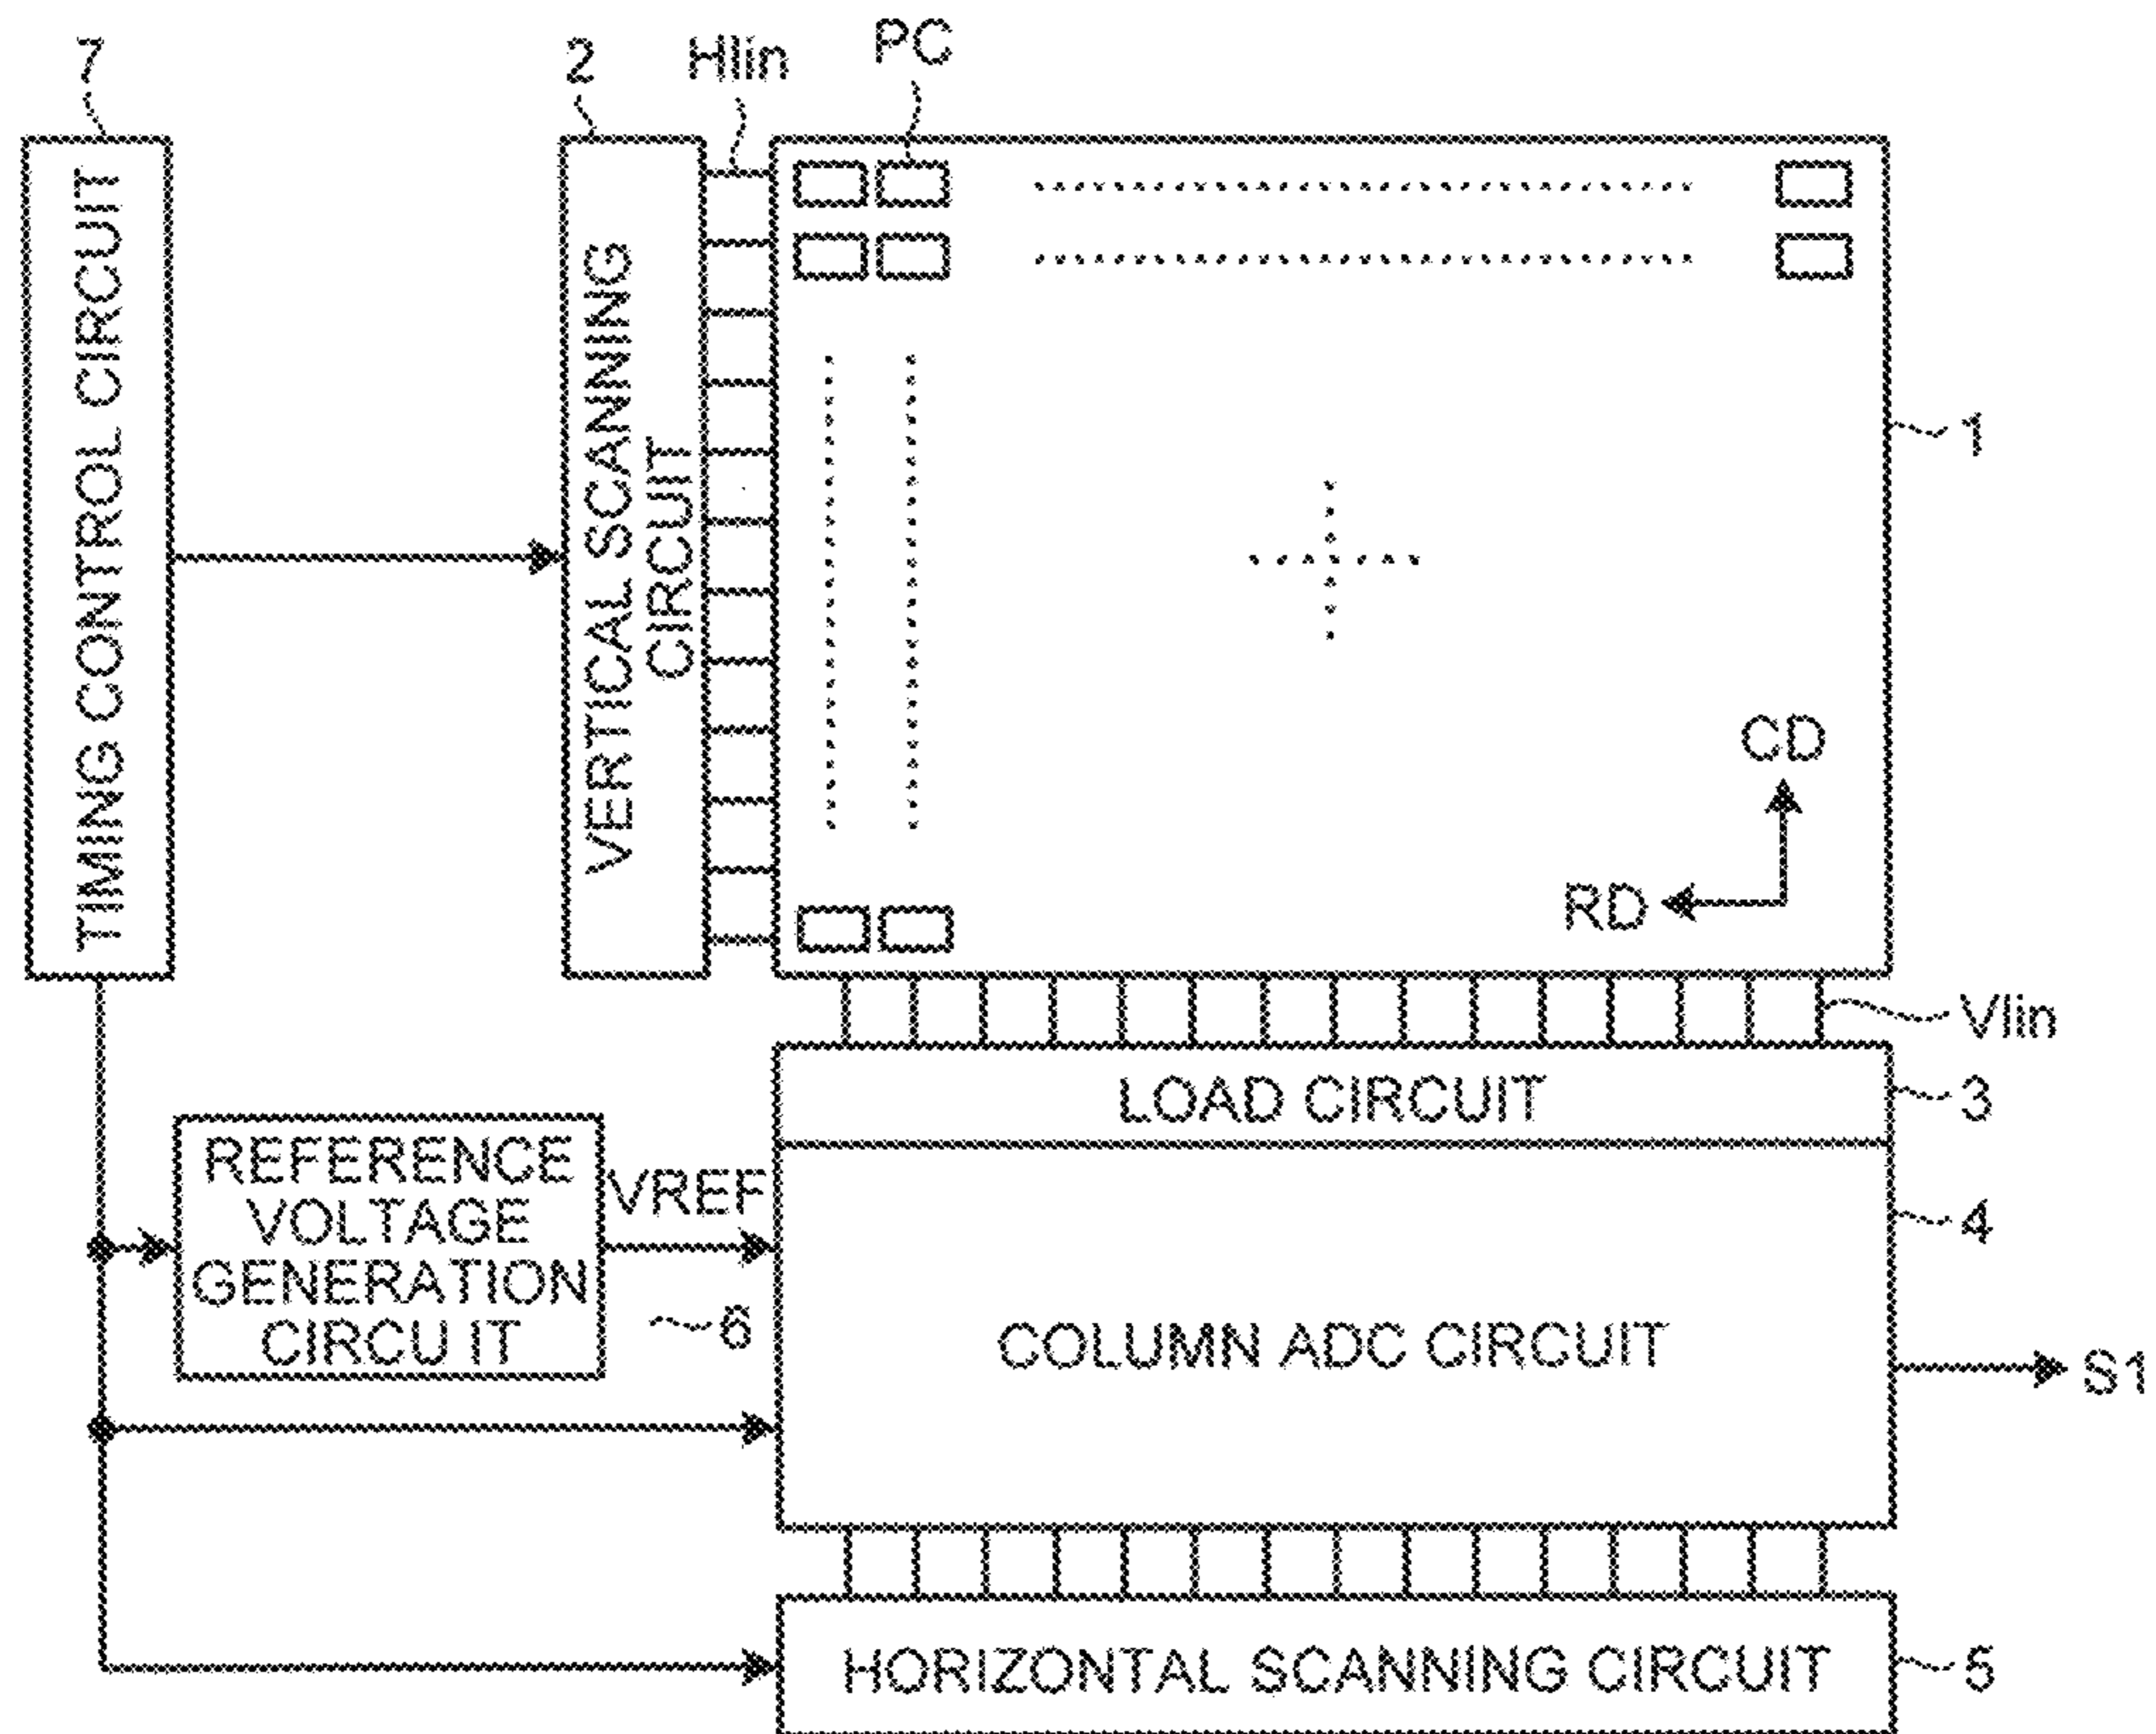 7
2
Hlin
PC
TIMING CONTROL CIRCUIT
VERTICAL SCANNING
CIRCUIT
1
CD
RD
Vlin
LOAD CIRCUIT
3
REFERENCE
VOLTAGE
GENERATION
CIRCU IT
VREF
6
4
COLUMN ADC CIRCUIT
S1
HORIZONTAL SCANNING CIRCUIT
5